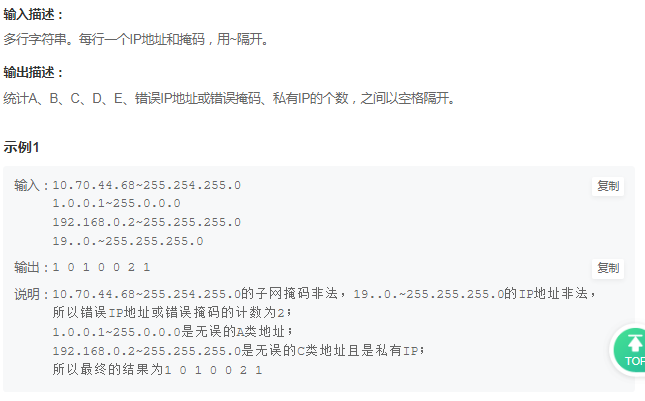 输入描述：
多行字符串。每行一个IP地址和掩码，用~隔开。
输出描述：
统计A、B、C、D、E、错误IP地址或错误掩码、私有IP的个数，之间以空格隔开。
示例1
输入：10.70.44.68~255.254.255.0 复制
1.0.0.1~255.0.0.0
192.168.0.2~255.255.255.0
19..0.~255.255.255.0
输出：1 0 1 0 0 2 1 复制
说明：10.70.44.68~255.254.255.0的子网掩码非法，19..0.~255.255.255.0的IP地址非法，
所以错误IP地址或错误掩码的计数为2；
1.0.0.1~255.0.0.0是无误的A类地址；
192.168.0.2~255.255.255.0是无误的C类地址且是私有IP；
所以最终的结果为1 0 1 0 0 2 1
TOP